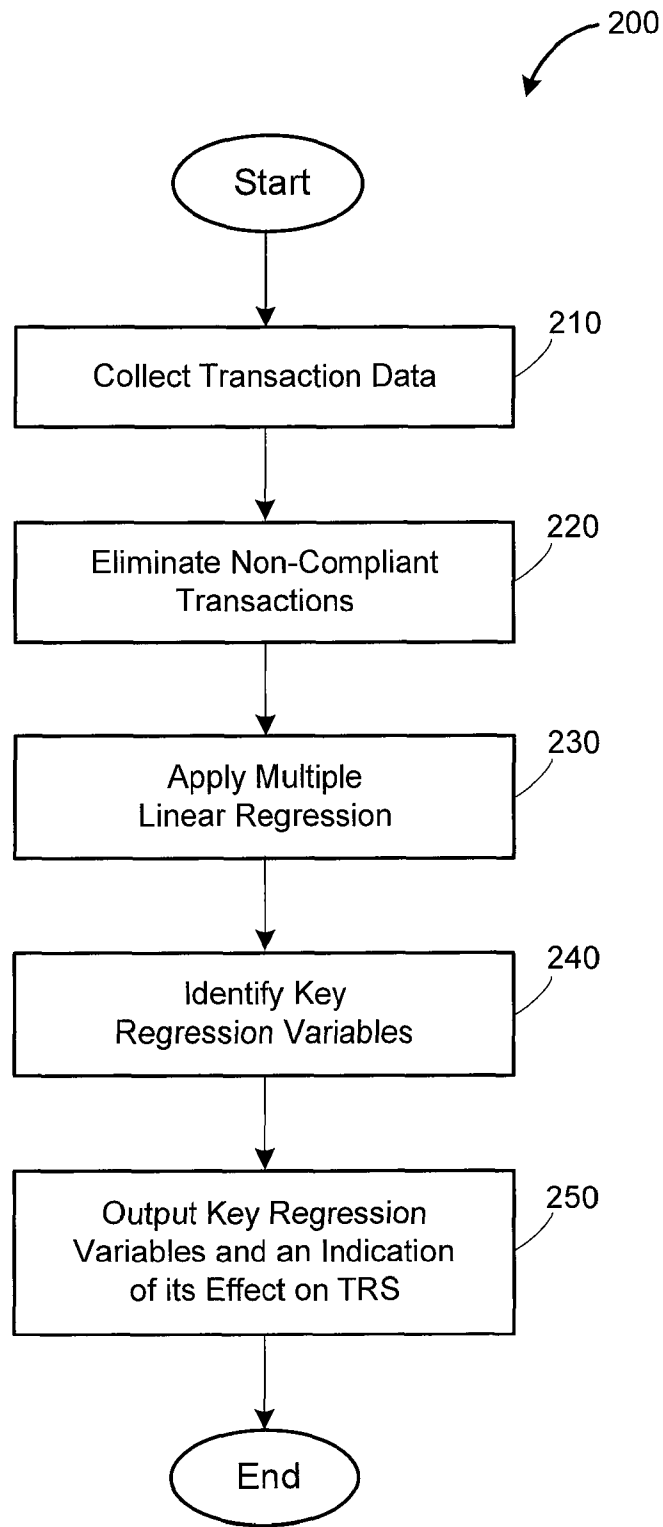 200
Start
210
Collect Transaction Data
220
Eliminate Non-Compliant
Transactions
230
Apply Multiple
Linear Regression
240
Identify Key
Regression Variables
250
Output Key Regression
Variables and an Indication
of its Effect on TRS
End